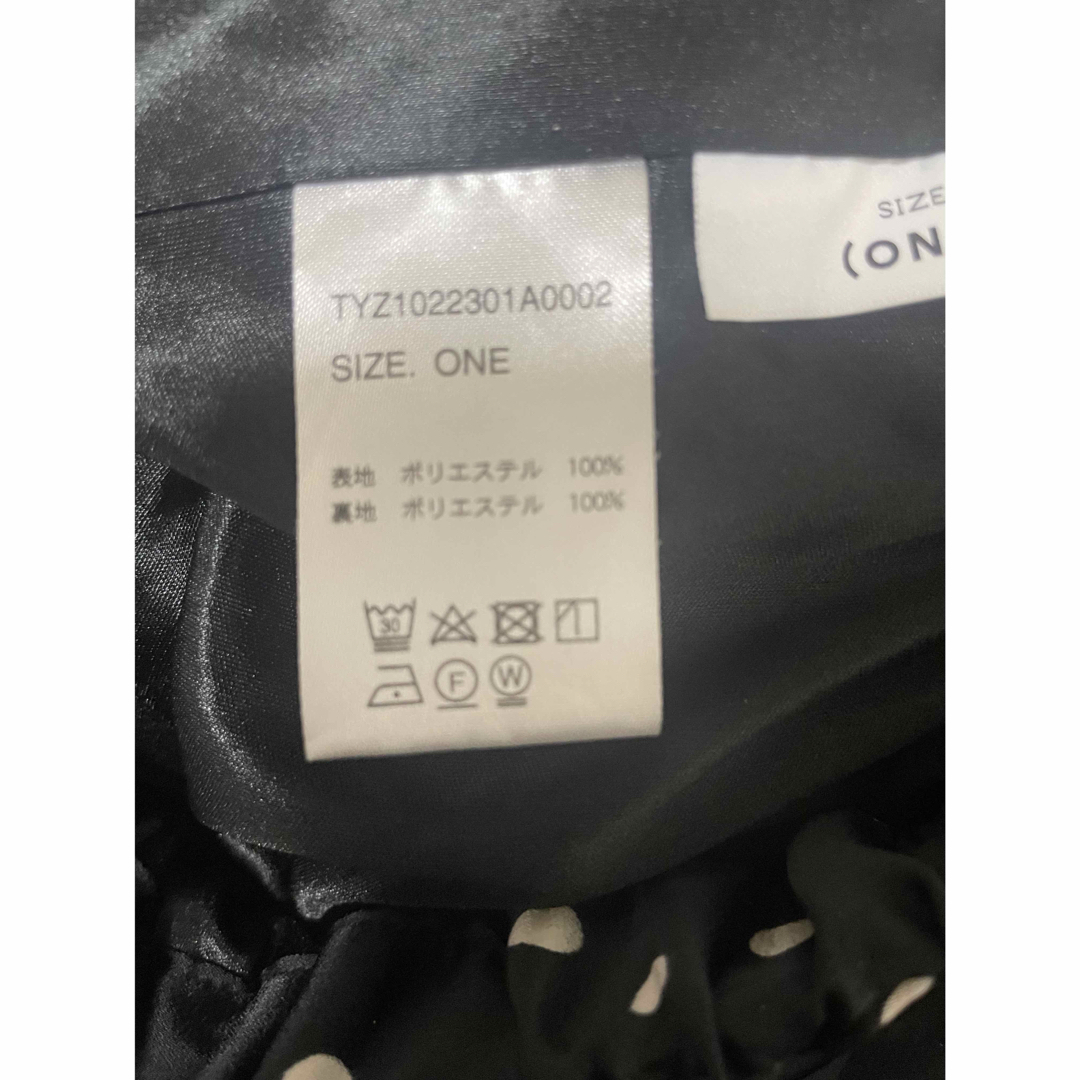 TYZ1022301A0002
SIZE. ONE
表地 ポリエステル 100%
裏地 ポリエステル 100%
30
F W
SIZE
(ON